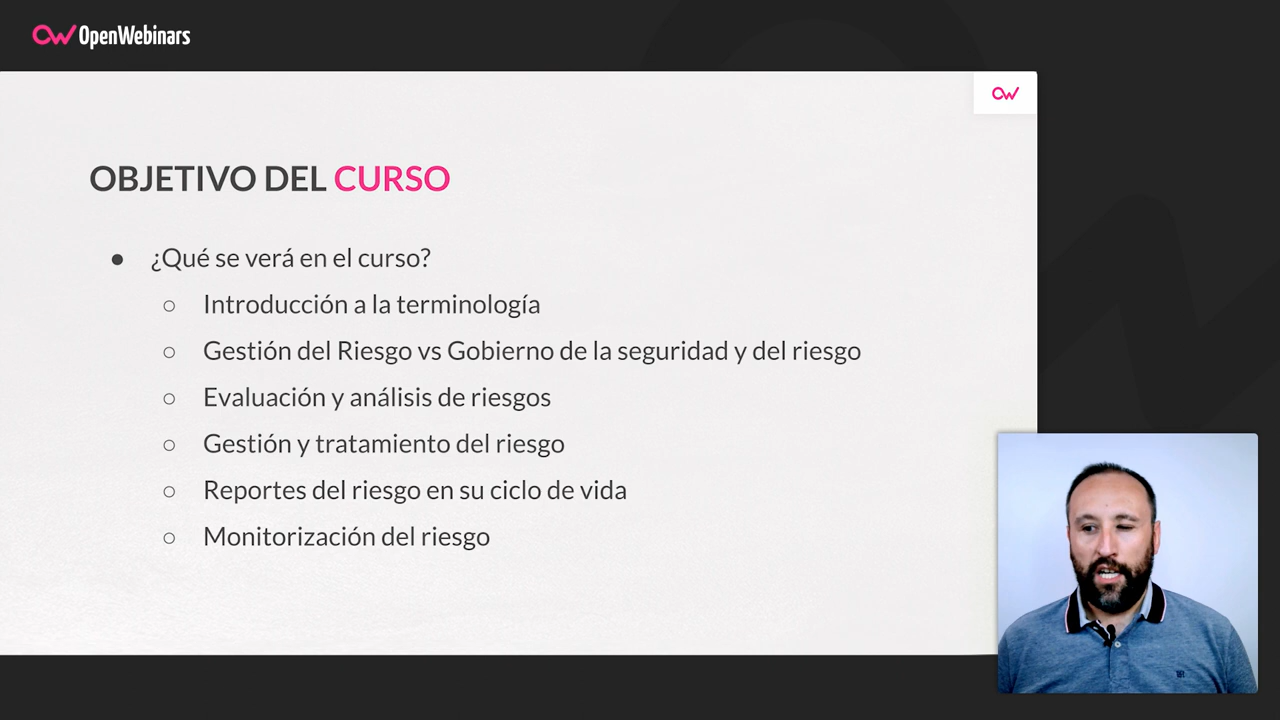 OpenWebinars
OBJETIVO DEL CURSO
● ¿Qué se verá en el curso?
○ Introducción a la terminología
○ Gestión del Riesgo vs Gobierno de la seguridad y del riesgo
○ Evaluación y análisis de riesgos
○ Gestión y tratamiento del riesgo
○ Reportes del riesgo en su ciclo de vida
○ Monitorización del riesgo